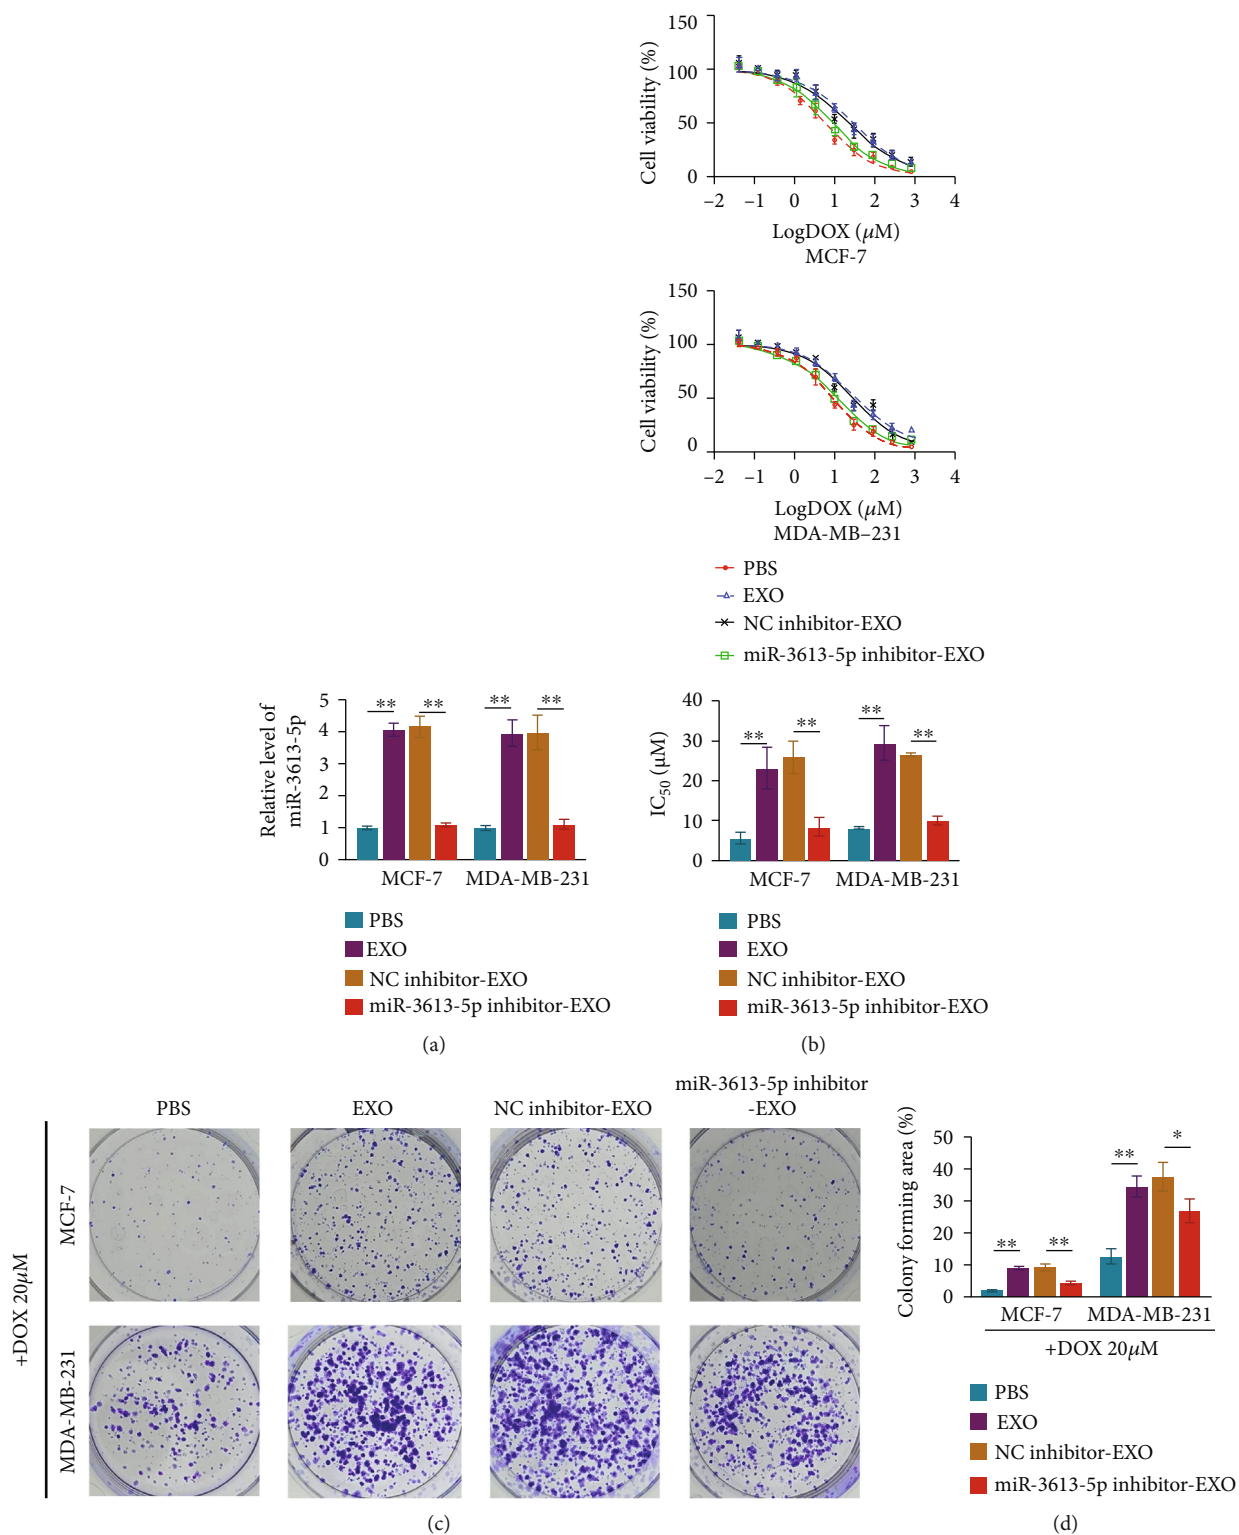 150
100
50
0
Cell viability (%)
−2 −1 0 1 2 3 4
LogDOX (μM)
MCF-7
150
100
50
0
Cell viability (%)
−2 −1 0 1 2 3 4
LogDOX (μM)
MDA-MB–231
PBS
EXO
NC inhibitor-EXO
miR-3613-5p inhibitor-EXO
5
4
3
2
1
0
Relative level of
miR-3613-5p
** ** ** **
MCF-7 MDA-MB-231
PBS
EXO
NC inhibitor-EXO
miR-3613-5p inhibitor-EXO
(a)
40
30
20
10
0
IC50 (μM)
** ** ** **
MCF-7 MDA-MB-231
PBS
EXO
NC inhibitor-EXO
miR-3613-5p inhibitor-EXO
(b)
PBS EXO NC inhibitor-EXO miR-3613-5p inhibitor
-EXO
+DOX 20μM
MCF-7
MDA-MB-231
(c)
50
40
30
20
10
0
Colony forming area (%)
** ** ** *
MCF-7 MDA-MB-231
+DOX 20μM
PBS
EXO
NC inhibitor-EXO
miR-3613-5p inhibitor-EXO
(d)